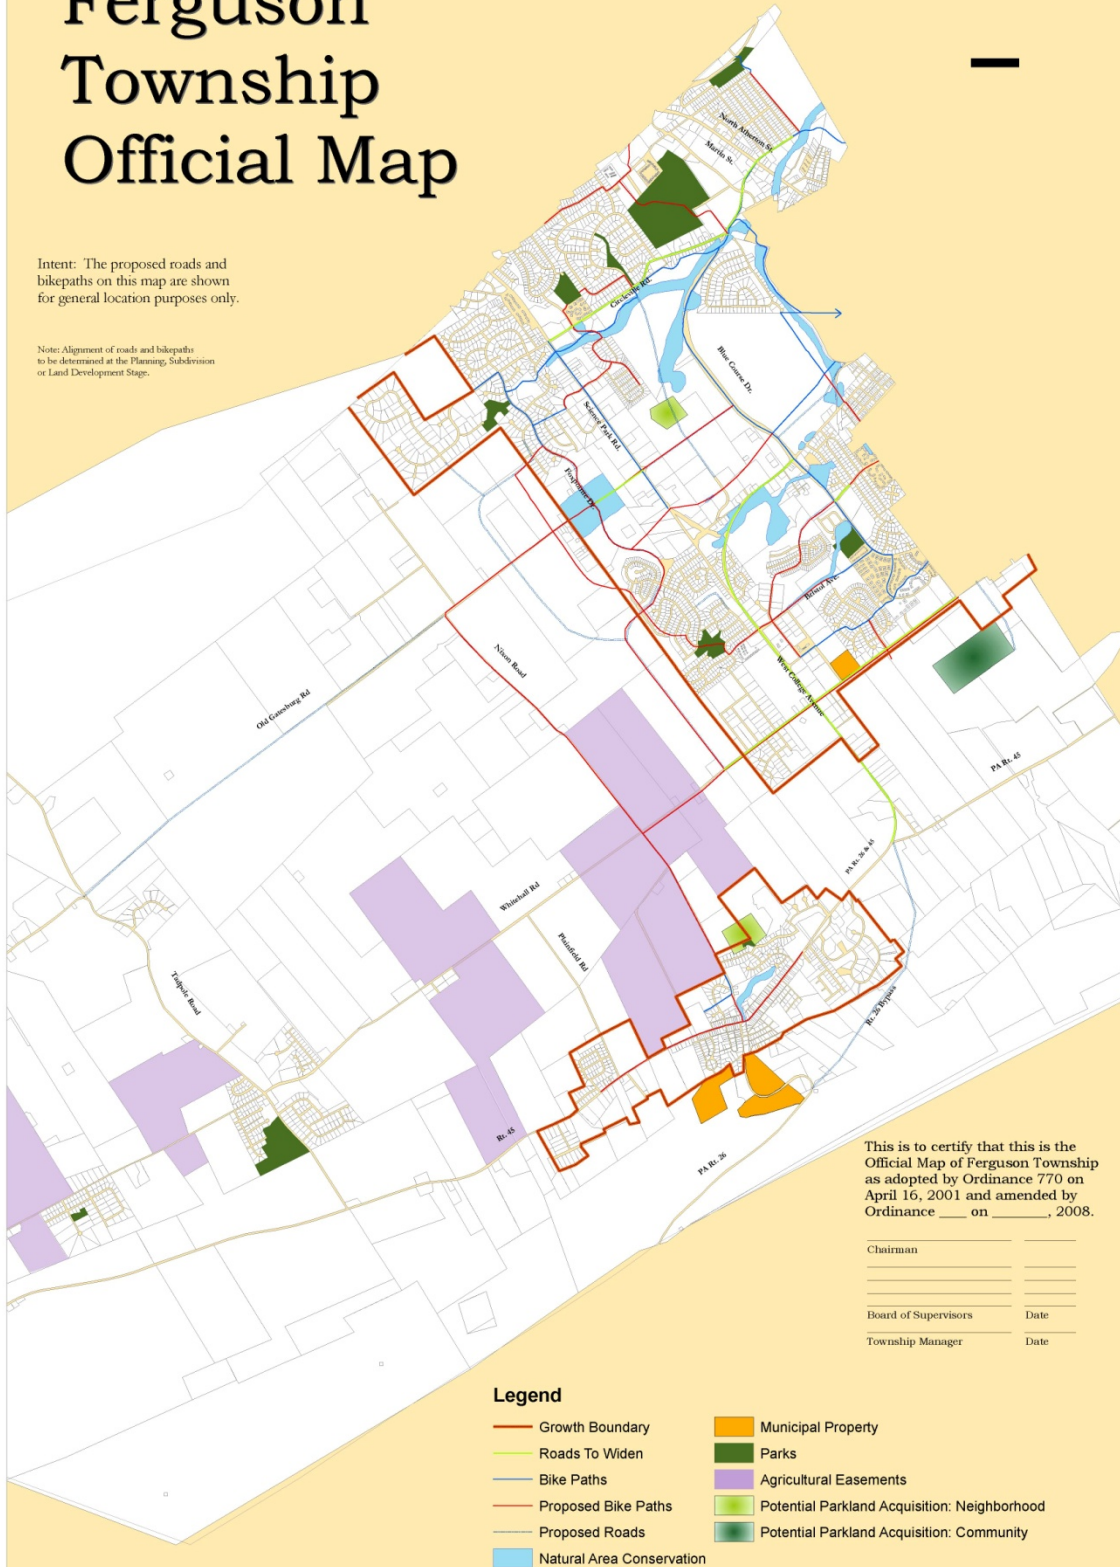 Ferguson
Township
Official Map
Intent: The proposed roads and
bikepaths on this map are shown
for general location purposes only.
Note: Alignment of roads and bikepaths
to be determined at the Planning, Subdivision
or Land Development Stage.
North Atherton St.
Martin St.
Circleville Rd.
Blue Course Dr.
Science Park Rd.
Foxpointe Dr.
Bristol Ave.
West College Avenue
Nixon Road
Old Gatesburg Rd
PA Rt. 45
PA Rt. 26 & 45
Whitehall Rd
Plainfield Rd
Tadpole Road
Rt. 26 Bypass
Rt. 45
PA Rt. 26
This is to certify that this is the
Official Map of Ferguson Township
as adopted by Ordinance 770 on
April 16, 2001 and amended by
Ordinance ____ on ________, 2008.
Chairman
Board of Supervisors Date
Township Manager Date
Legend
Growth Boundary
Roads To Widen
Bike Paths
Proposed Bike Paths
Proposed Roads
Natural Area Conservation
Municipal Property
Parks
Agricultural Easements
Potential Parkland Acquisition: Neighborhood
Potential Parkland Acquisition: Community